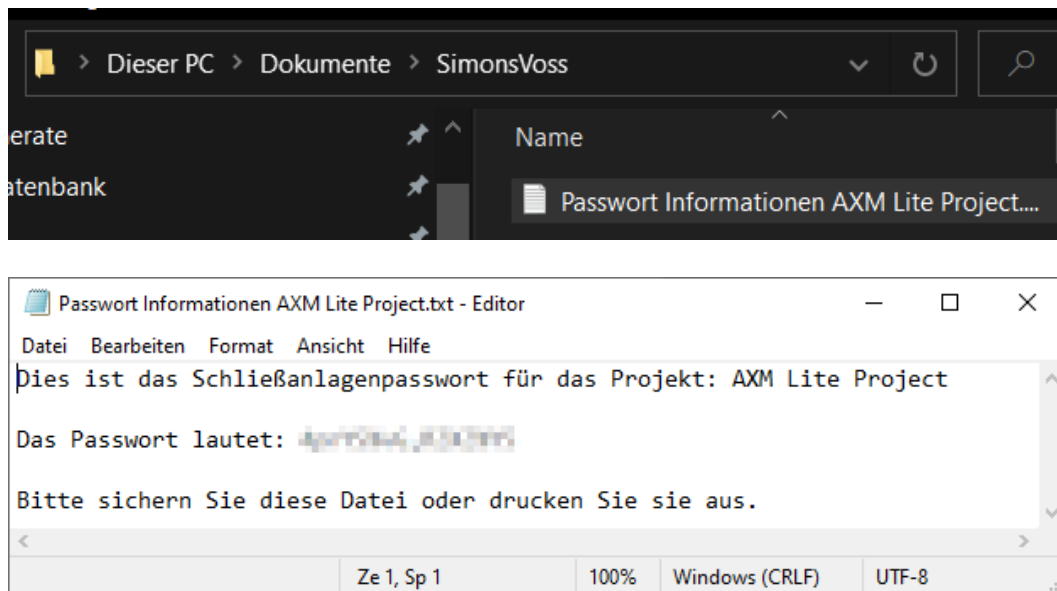 Dieser PC > Dokumente > SimonsVoss
erate
Name
atenbank
Passwort Informationen AXM Lite Project....
Passwort Informationen AXM Lite Project.txt - Editor
Datei Bearbeiten Format Ansicht Hilfe
Dies ist das Schließanlagenpasswort für das Projekt: AXM Lite Project
Das Passwort lautet:
Bitte sichern Sie diese Datei oder drucken Sie sie aus.
Ze 1, Sp 1 100% Windows (CRLF) UTF-8